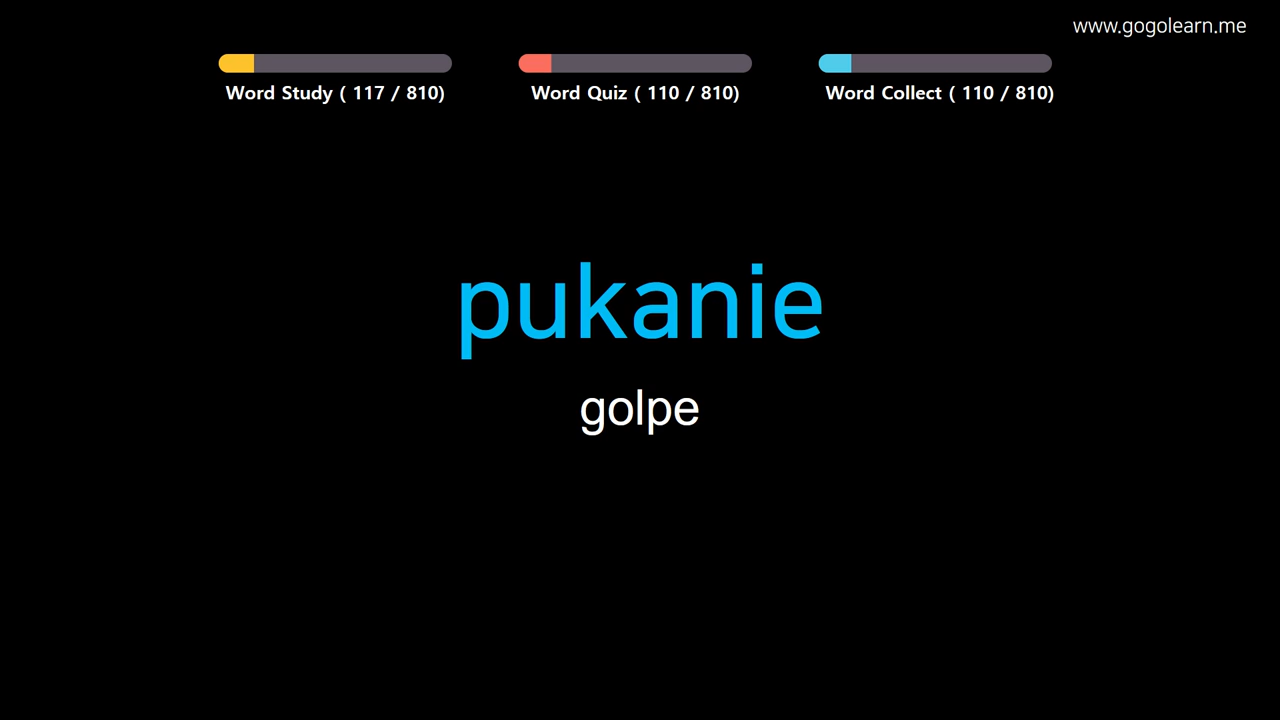 www.gogolearn.me
Word Study ( 117 / 810)
Word Quiz ( 110 / 810)
Word Collect ( 110 / 810)
pukanie
golpe